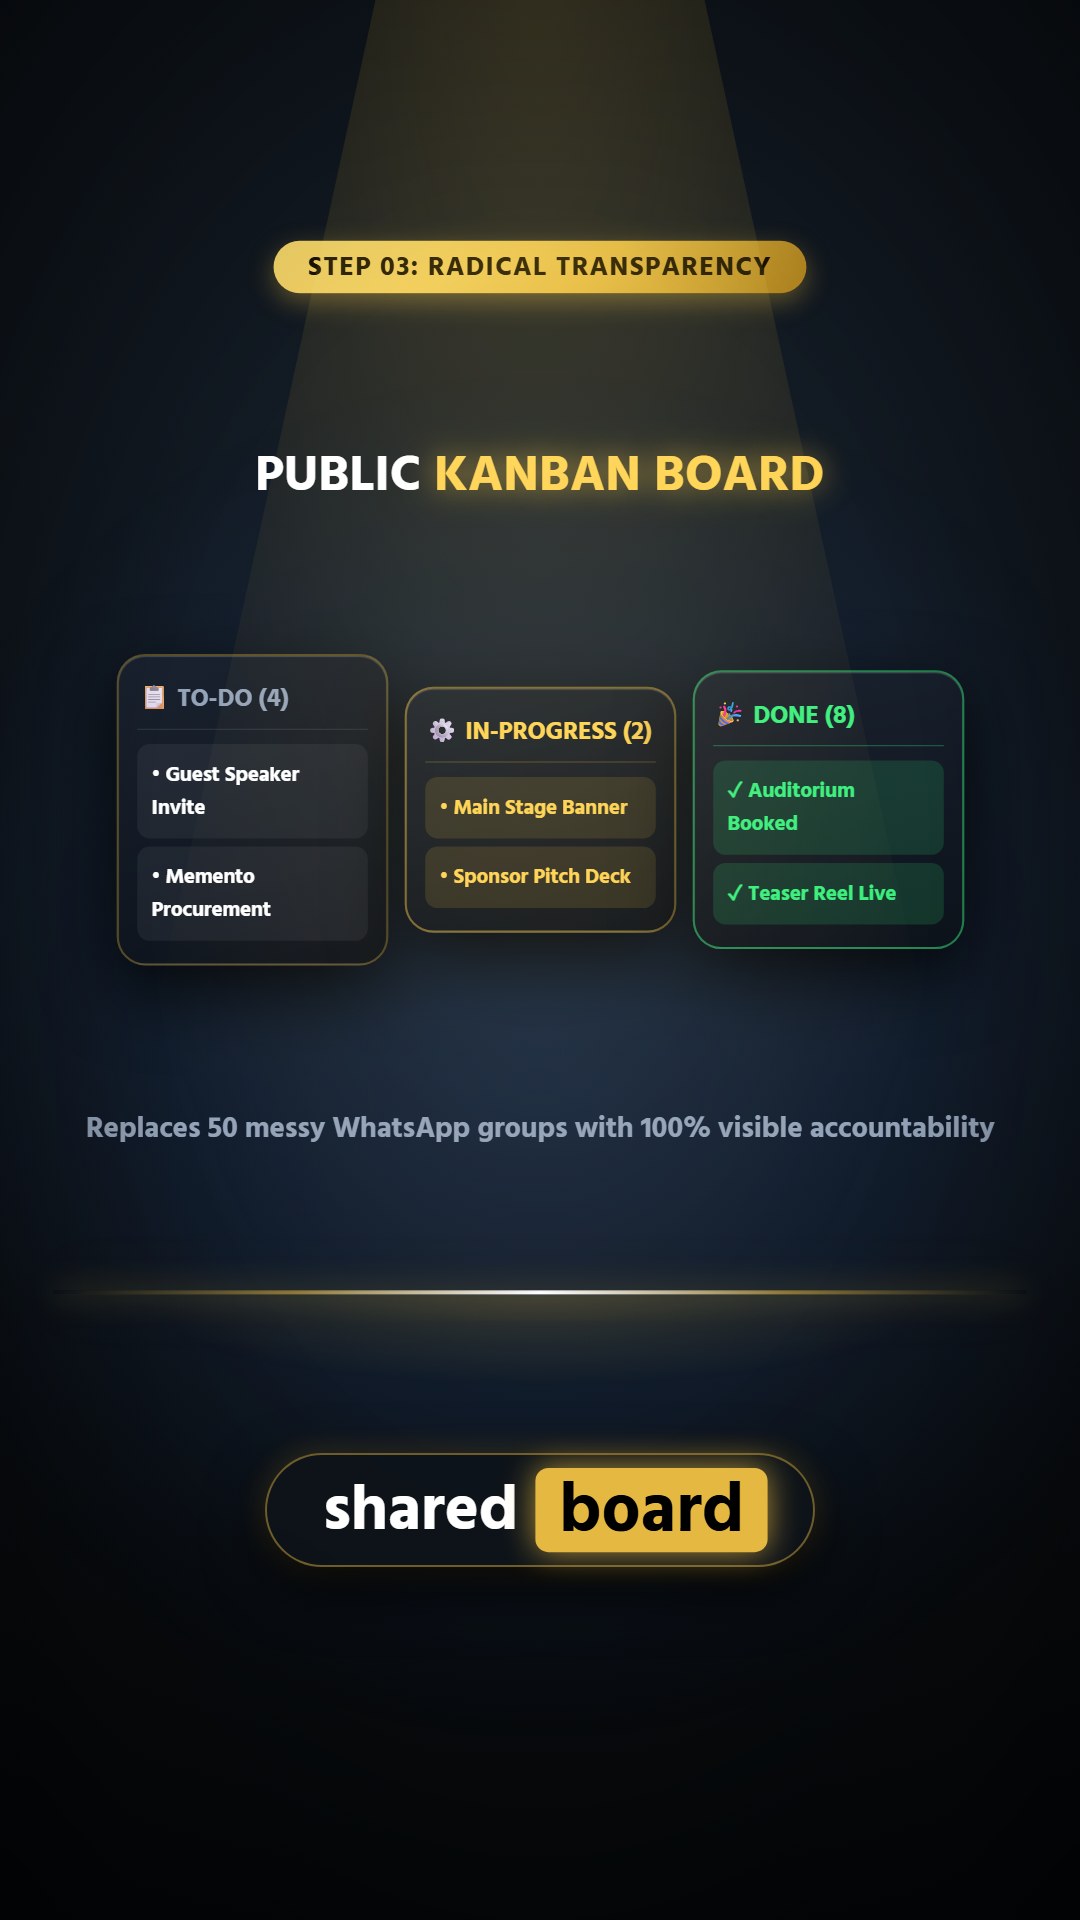 STEP 03: RADICAL TRANSPARENCY
PUBLIC KANBAN BOARD
📋 TO-DO (4)
• Guest Speaker
Invite
• Memento
Procurement
⚙️ IN-PROGRESS (2)
• Main Stage Banner
• Sponsor Pitch Deck
🎉 DONE (8)
✓ Auditorium
Booked
✓ Teaser Reel Live
Replaces 50 messy WhatsApp groups with 100% visible accountability
shared board